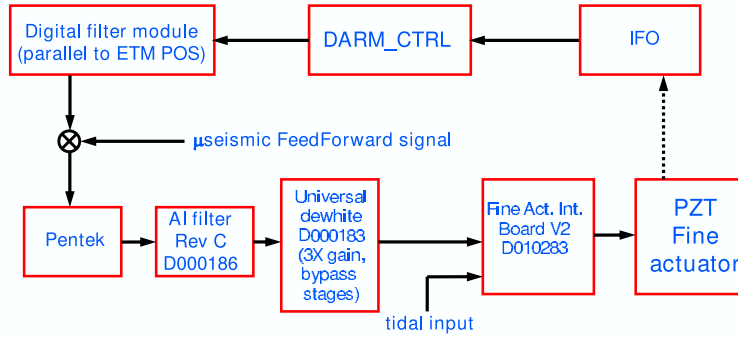 Digital filter module
(parallel to ETM POS)
DARM_CTRL
IFO
μseismic FeedForward signal
Pentek
AI filter
Rev C
D000186
Universal
dewhite
D000183
(3X gain,
bypass
stages)
Fine Act. Int.
Board V2
D010283
PZT
Fine
actuator
tidal input